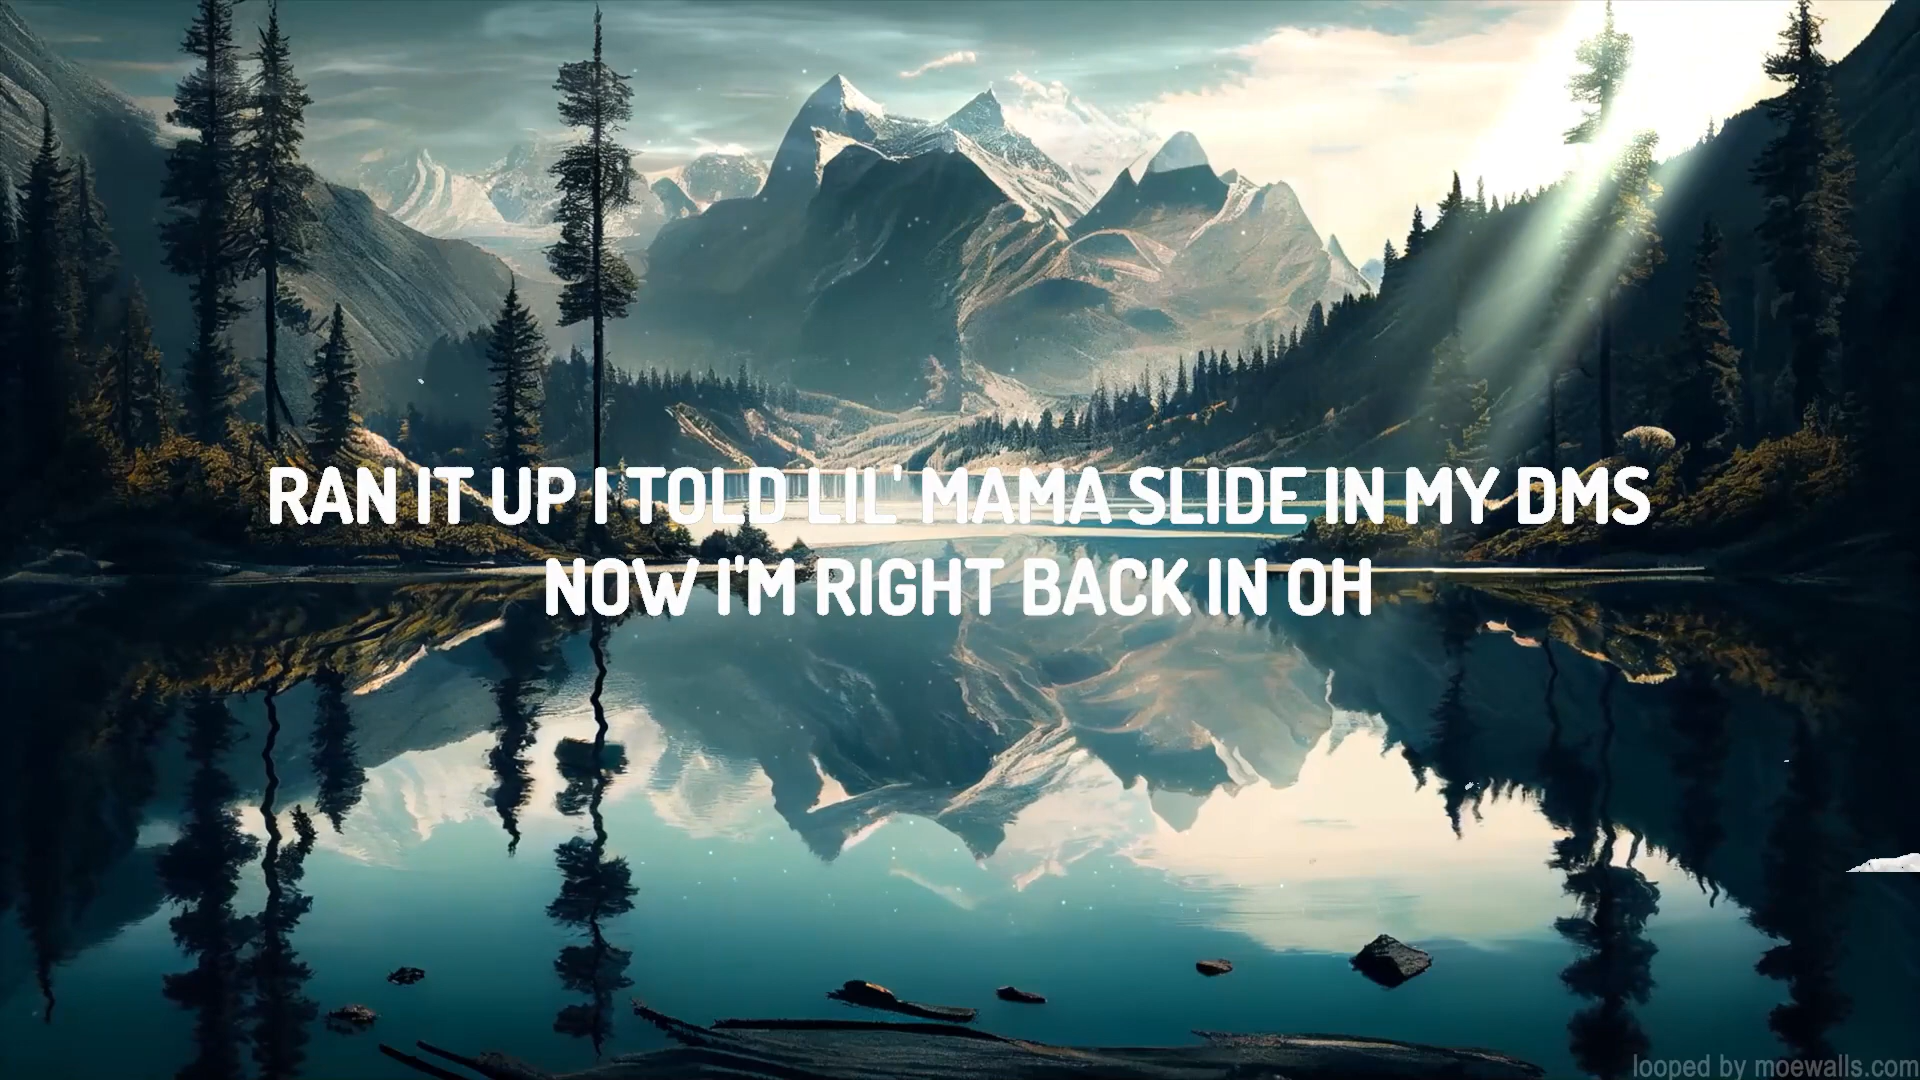 RAN IT UP I TOLD LIL' MAMA SLIDE IN MY DMS
NOW I'M RIGHT BACK IN OH
looped by moewalls.com